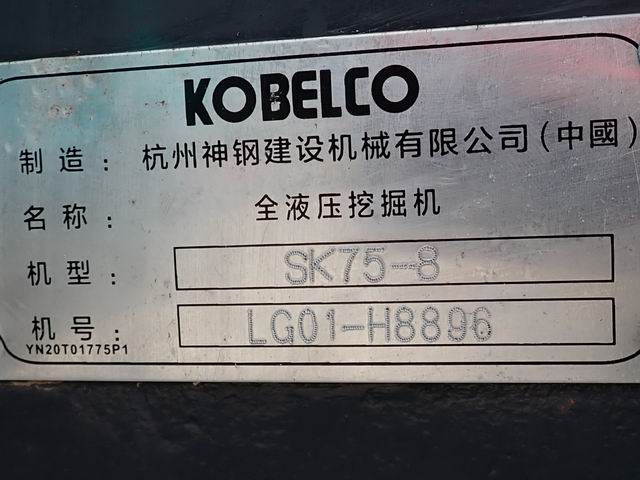 KOBELCO
制 造 : 杭州神钢建设机械有限公司(中國)
名 称 : 全液压挖掘机
机 型 : SK75-8
机 号 : LG01-H8896
YN20T01775P1